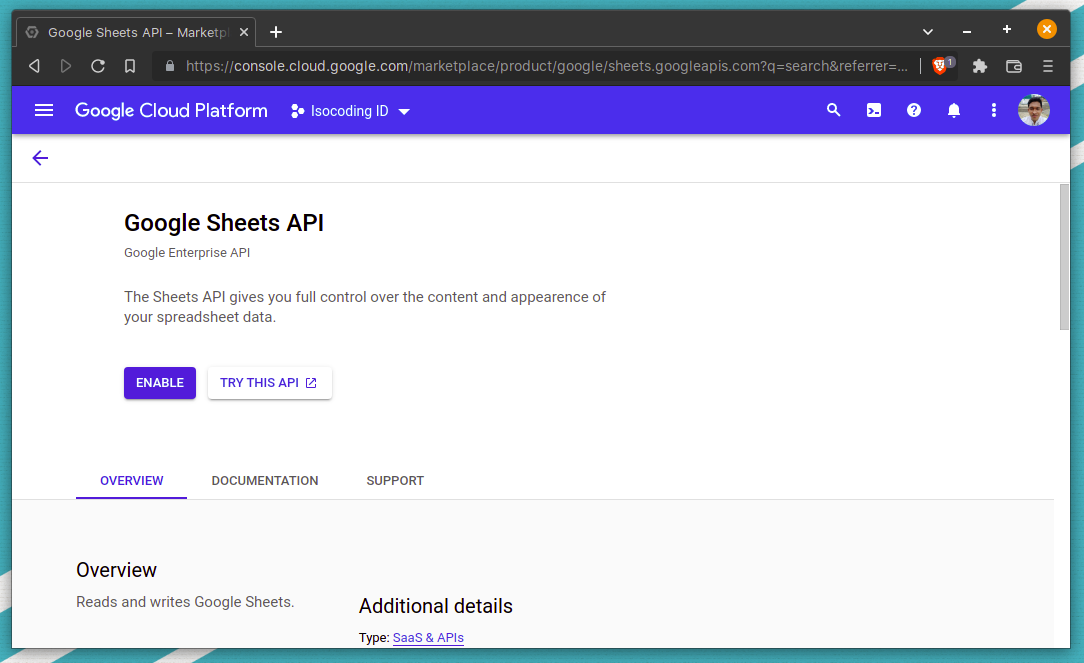 Google Sheets API – Marketpl
https://console.cloud.google.com/marketplace/product/google/sheets.googleapis.com?q=search&referrer=...
1
Google Cloud Platform
Isocoding ID
Google Sheets API
Google Enterprise API
The Sheets API gives you full control over the content and appearence of
your spreadsheet data.
ENABLE
TRY THIS API
OVERVIEW
DOCUMENTATION
SUPPORT
Overview
Reads and writes Google Sheets.
Additional details
Type: SaaS & APIs